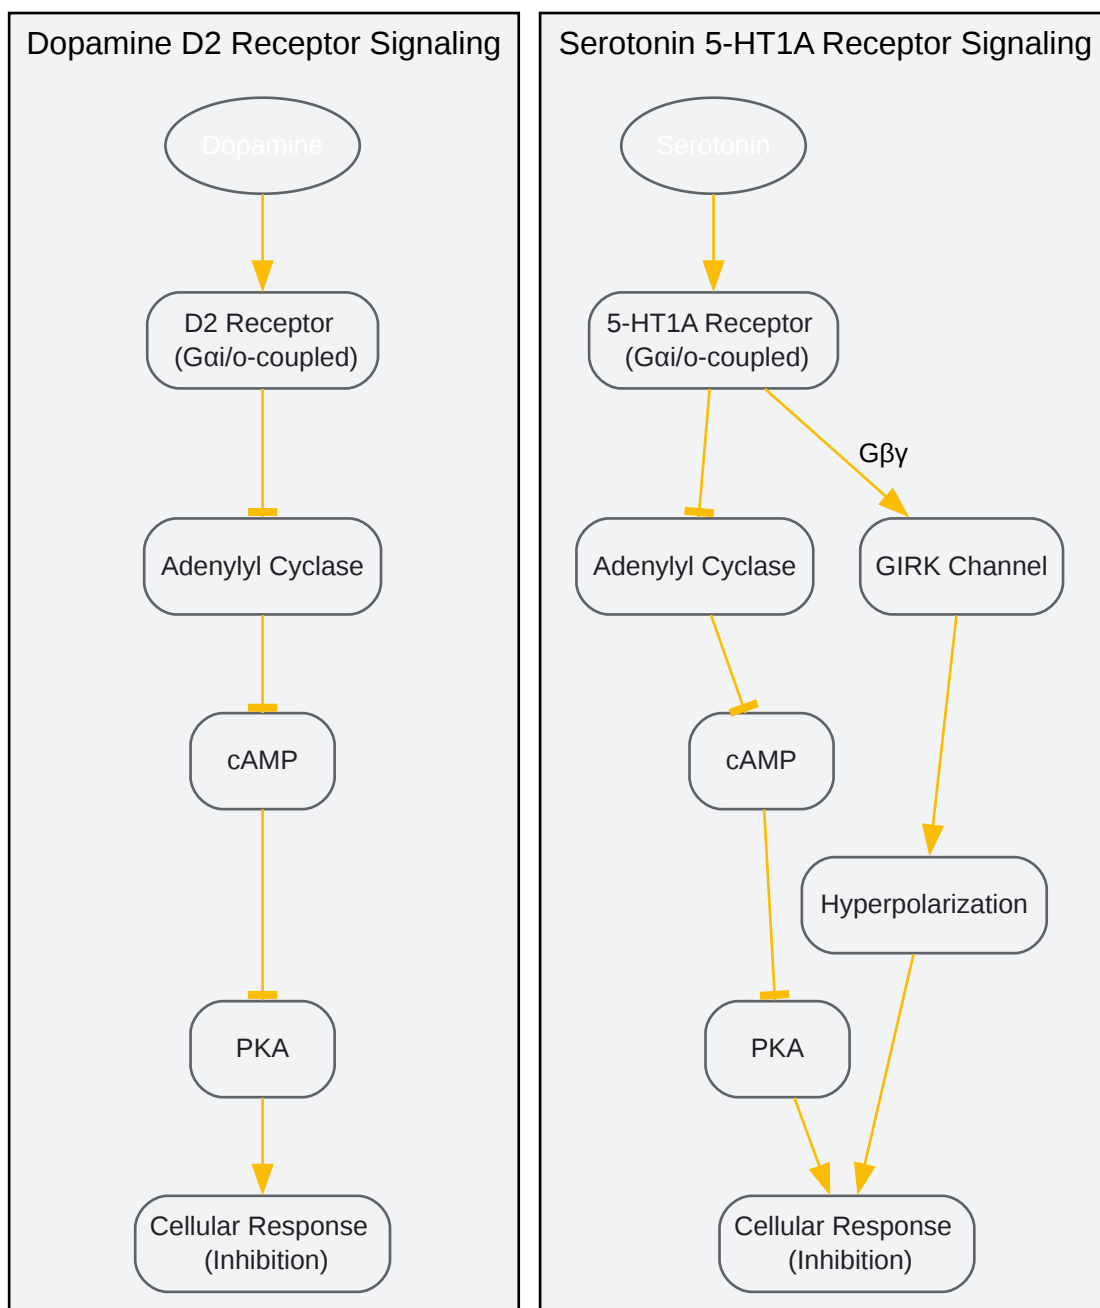 Dopamine D2 Receptor Signaling
Dopamine
D2 Receptor
(Gαi/o-coupled)
Adenylyl Cyclase
cAMP
PKA
Cellular Response
(Inhibition)
Serotonin 5-HT1A Receptor Signaling
Serotonin
5-HT1A Receptor
(Gαi/o-coupled)
Gβγ
Adenylyl Cyclase
GIRK Channel
cAMP
Hyperpolarization
PKA
Cellular Response
(Inhibition)